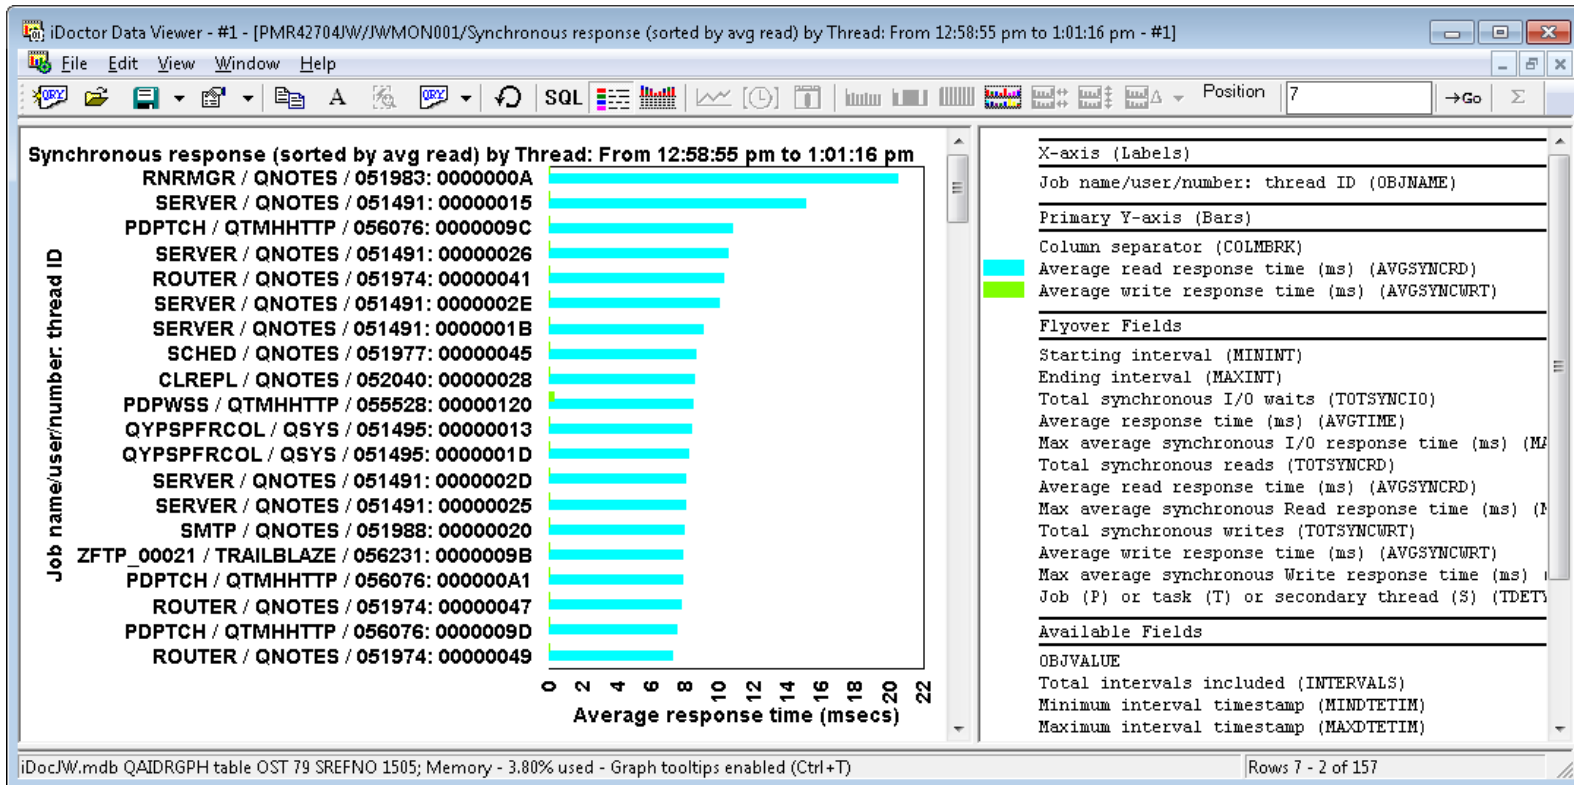 iDoctor Data Viewer - #1 - [PMR42704JW/JWMON001/Synchronous response (sorted by avg read) by Thread: From 12:58:55 pm to 1:01:16 pm - #1]
File Edit View Window Help
QRY A QRY SQL Position 7 →Go Σ
Synchronous response (sorted by avg read) by Thread: From 12:58:55 pm to 1:01:16 pm
Job name/user/number: thread ID
RNRMGR / QNOTES / 051983: 0000000A
SERVER / QNOTES / 051491: 00000015
PDPTCH / QTMHHTTP / 056076: 0000009C
SERVER / QNOTES / 051491: 00000026
ROUTER / QNOTES / 051974: 00000041
SERVER / QNOTES / 051491: 0000002E
SERVER / QNOTES / 051491: 0000001B
SCHED / QNOTES / 051977: 00000045
CLREPL / QNOTES / 052040: 00000028
PDPWSS / QTMHHTTP / 055528: 00000120
QYPSPFRCOL / QSYS / 051495: 00000013
QYPSPFRCOL / QSYS / 051495: 0000001D
SERVER / QNOTES / 051491: 0000002D
SERVER / QNOTES / 051491: 00000025
SMTP / QNOTES / 051988: 00000020
ZFTP_00021 / TRAILBLAZE / 056231: 0000009B
PDPTCH / QTMHHTTP / 056076: 000000A1
ROUTER / QNOTES / 051974: 00000047
PDPTCH / QTMHHTTP / 056076: 0000009D
ROUTER / QNOTES / 051974: 00000049
0 2 4 6 8 10 12 14 16 18 20 22
Average response time (msecs)
X-axis (Labels)
Job name/user/number: thread ID (OBJNAME)
Primary Y-axis (Bars)
Column separator (COLMBRK)
Average read response time (ms) (AVGSYNCRD)
Average write response time (ms) (AVGSYNCWRT)
Flyover Fields
Starting interval (MININT)
Ending interval (MAXINT)
Total synchronous I/O waits (TOTSYNCIO)
Average response time (ms) (AVGTIME)
Max average synchronous I/O response time (ms) (MA
Total synchronous reads (TOTSYNCRD)
Average read response time (ms) (AVGSYNCRD)
Max average synchronous Read response time (ms) (M
Total synchronous writes (TOTSYNCWRT)
Average write response time (ms) (AVGSYNCWRT)
Max average synchronous Write response time (ms)
Job (P) or task (T) or secondary thread (S) (TDETY
Available Fields
OBJVALUE
Total intervals included (INTERVALS)
Minimum interval timestamp (MINDTETIM)
Maximum interval timestamp (MAXDTETIM)
iDocJW.mdb QAIDRGPH table OST 79 SREFNO 1505; Memory - 3.80% used - Graph tooltips enabled (Ctrl+T)
Rows 7 - 2 of 157